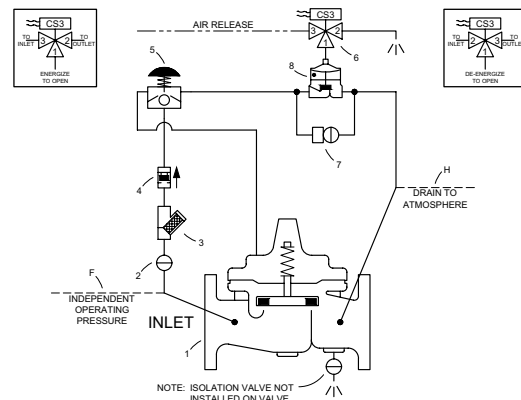 CS3
3
2
1
TO
INLET
TO
OUTLET
ENERGIZE
TO OPEN
AIR RELEASE
CS3
3
2
1
6
CS3
2
3
1
TO
INLET
TO
OUTLET
DE-ENERGIZE
TO OPEN
5
8
7
4
H
DRAIN TO
ATMOSPHERE
3
2
F
INDEPENDENT
OPERATING
PRESSURE
INLET
1
NOTE: ISOLATION VALVE NOT
INSTALLED ON VALVE